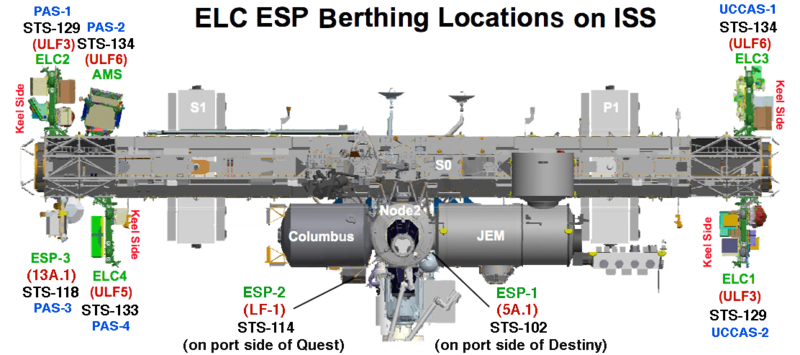 ELC ESP Berthing Locations on ISS
PAS-1
STS-129
(ULF3)
ELC2
PAS-2
STS-134
(ULF6)
AMS
UCCAS-1
STS-134
(ULF6)
ELC3
Keel Side
Keel Side
S1
P1
S0
Node2
Columbus
JEM
Keel Side
Keel Side
ESP-3
(13A.1)
STS-118
PAS-3
ELC4
(ULF5)
STS-133
PAS-4
ESP-2
(LF-1)
STS-114
(on port side of Quest)
ESP-1
(5A.1)
STS-102
(on port side of Destiny)
ELC1
(ULF3)
STS-129
UCCAS-2